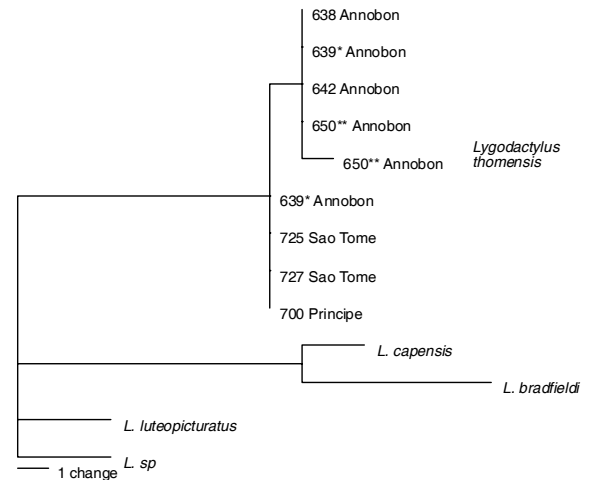 638 Annobon
639* Annobon
642 Annobon
650** Annobon
650** Annobon
Lygodactylus
thomensis
639* Annobon
725 Sao Tome
727 Sao Tome
700 Principe
L. capensis
L. bradfieldi
L. luteopicturatus
L. sp
1 change